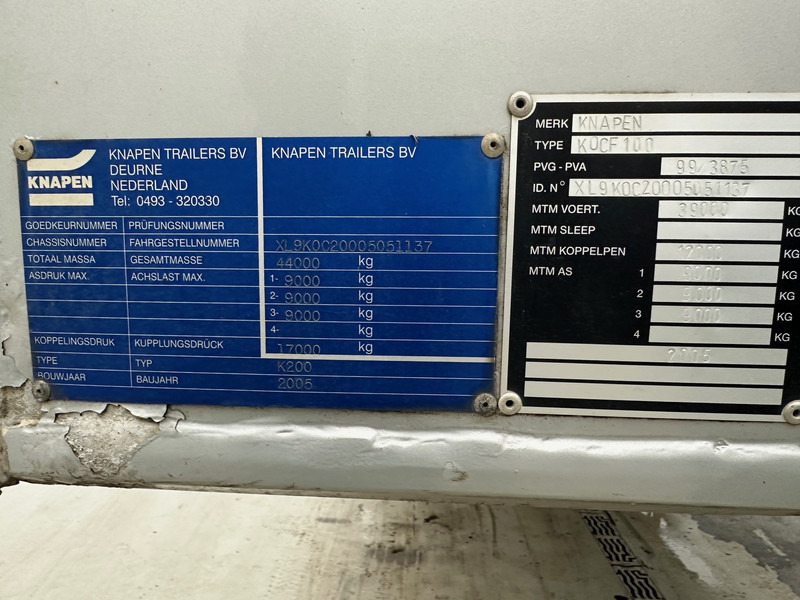 KNAPEN
KNAPEN TRAILERS BV
DEURNE
NEDERLAND
Tel: 0493 - 320330
KNAPEN TRAILERS BV
GOEDKEURNUMMER PRÜFUNGSNUMMER
CHASSISNUMMER FAHRGESTELLNUMMER XL9K0C20005051137
TOTAAL MASSA GESAMTMASSE 44000 kg
ASDRUK MAX. ACHSLAST MAX. 1- 9000 kg
2- 9000 kg
3- 9000 kg
4- kg
KOPPELINGSDRUK KUPPLUNGSDRÜCK 17000 kg
TYPE TYP K200
BOUWJAAR BAUJAHR 2005
MERK KNAPEN
TYPE KOCF100
PVG - PVA 99/3875
ID. N° XL9K0C20005051137
MTM VOERT. 39000 KG
MTM SLEEP KG
MTM KOPPELPEN 12000 KG
MTM AS 1 9000 KG
2 9000 KG
3 9000 KG
4 KG
2005